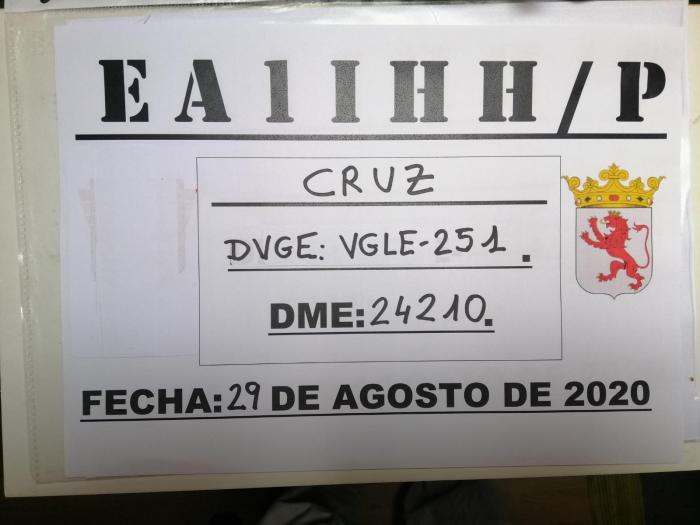 EA1IHH/P
CRUZ
DVGE: VGLE-251.
DME:24210.
FECHA:29 DE AGOSTO DE 2020